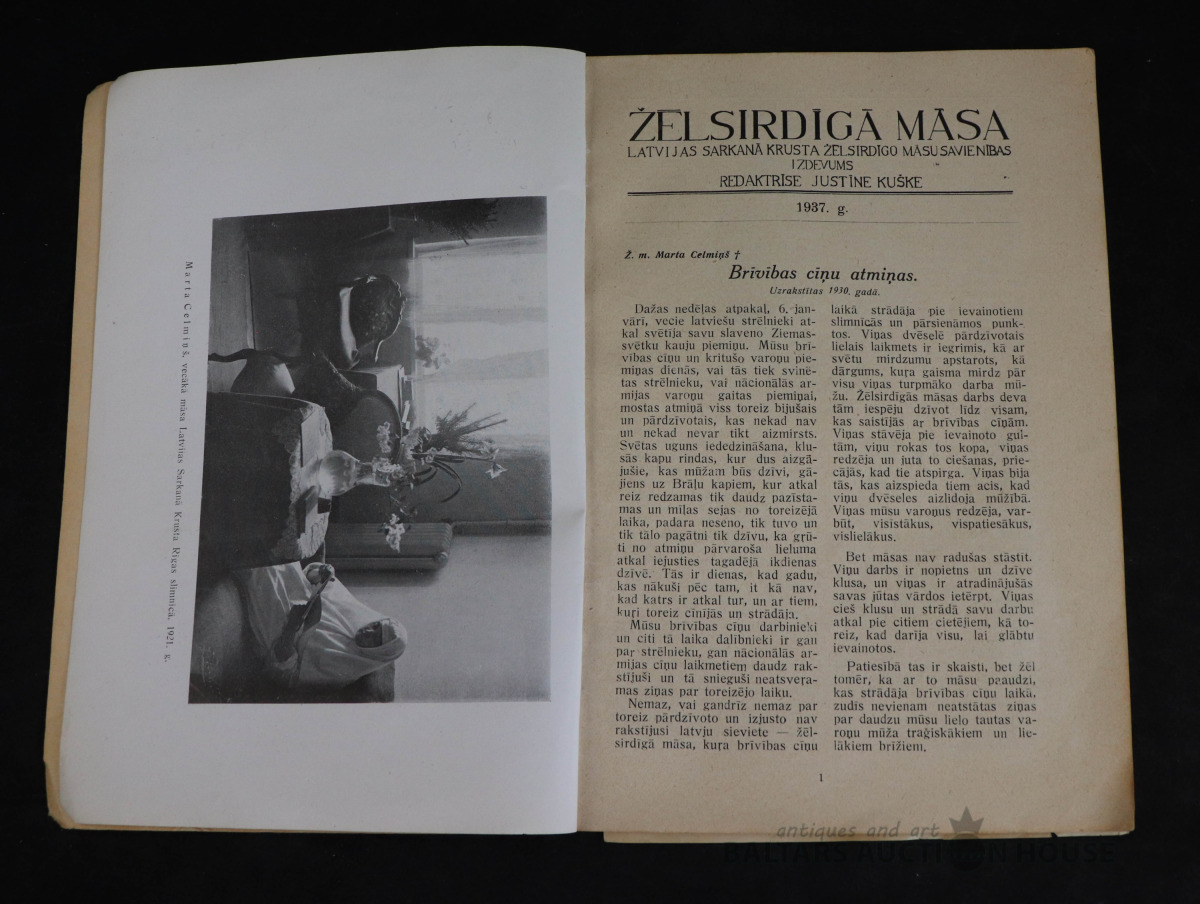 Marta Celmiņš, vecākā māsa Latvijas Sarkanā Krusta Rīgas slimnīcā, 1921. g.
ŽĒLSIRDĪGĀ MĀSA
LATVIJAS SARKANĀ KRUSTA ŽĒLSIRDĪGO MĀSU SAVIENĪBAS
IZDEVUMS
REDAKTRISE JUSTĪNE KUŠĶE
1937. g.
Ž. m. Marta Celmiņš †
Brīvības cīņu atmiņas.
Uzrakstītas 1930. gadā.
Dažas nedēļas atpakaļ, 6. jan-
vārī, vecie latviešu strēlnieki at-
kal svētīja savu slaveno Ziemas-
svētku kauju piemiņu. Mūsu brī-
vības cīņu un kritušo varoņu pie-
miņas dienās, vai tās tiek svinē-
tas strēlnieku, vai nācionālās ar-
mijas varoņu gaitas piemiņai,
mostas atmiņā viss toreiz bijušais
un pārdzīvotais, kas nekad nav
un nekad nevar tikt aizmirsts.
Svētas uguns iededzināšana, klu-
sās kapu rindas, kur dus aizgā-
jušie, kas mūžam būs dzīvi, gā-
jiens uz Brāļu kapiem, kur atkal
reiz redzamas tik daudz pazīsta-
mas un mīļas sejas no toreizējā
laika, padara neseno, tik tuvo un
tik tālo pagātni tik dzīvu, ka grū-
ti no atmiņu pārvaroša lieluma
atkal iejusties tagadējā ikdienas
dzīvē. Tās ir dienas, kad gadu,
kas nākuši pēc tam, it kā nav,
kad katrs ir atkal tur, un ar tiem,
kuŗi toreiz cīnījās un strādāja.
Mūsu brīvības cīņu darbinieki
un citi tā laika dalībnieki ir gan
par strēlnieku, gan nācionālās ar-
mijas cīņu laikmetiem daudz rak-
stījuši un tā snieguši neatsveŗa-
mas ziņas par toreizējo laiku.
Nemaz, vai gandrīz nemaz par
toreiz pārdzīvoto un izjusto nav
rakstījusi latvju sieviete — žēl-
sirdīgā māsa, kuŗa brīvības cīņu
laikā strādāja pie ievainotiem
slimnīcās un pārsienāmos punk-
tos. Viņas dvēselē pārdzīvotais
lielais laikmets ir iegrimis, kā ar
svētu mirdzumu apstarots, kā
dārgums, kuŗa gaisma mirdz pār
visu viņas turpmāko darba mū-
žu. Žēlsirdīgās māsas darbs deva
tām iespēju dzīvot līdz visam,
kas saistījās ar brīvības cīņām.
Viņas stāvēja pie ievainoto gul-
tām, viņu rokas tos kopa, viņas
redzēja un juta to ciešanas, prie-
cājās, kad tie atspirga. Viņas bija
tās, kas aizspieda tiem acis, kad
viņu dvēseles aizlidoja mūžībā.
Viņas mūsu varoņus redzēja, var-
būt, visīstākus, vispatiesākus,
vislielākus.
Bet māsas nav radušas stāstīt.
Viņu darbs ir nopietns un dzīve
klusa, un viņas ir atradinājušās
savas jūtas vārdos ietērpt. Viņas
cieš klusu un strādā savu darbu
atkal pie citiem cietējiem, kā to-
reiz, kad darīja visu, lai glābtu
ievainotos.
Patiesībā tas ir skaisti, bet žēl
tomēr, ka ar to māsu paaudzi,
kas strādāja brīvības cīņu laikā,
zudīs nevienam neatstātas ziņas
par daudzu mūsu lielo tautas va-
roņu mūža traģiskākiem un lie-
lākiem brīžiem.
1
antiques and art
BALTARS AUCTION HOUSE